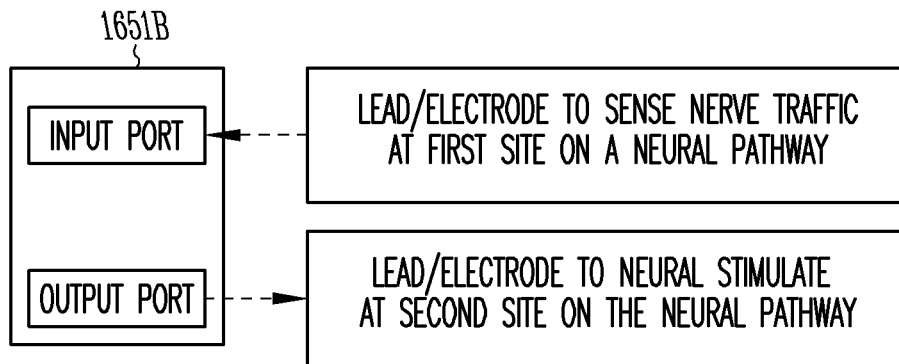 1651B
INPUT PORT
LEAD/ELECTRODE TO SENSE NERVE TRAFFIC
AT FIRST SITE ON A NEURAL PATHWAY
OUTPUT PORT
LEAD/ELECTRODE TO NEURAL STIMULATE
AT SECOND SITE ON THE NEURAL PATHWAY